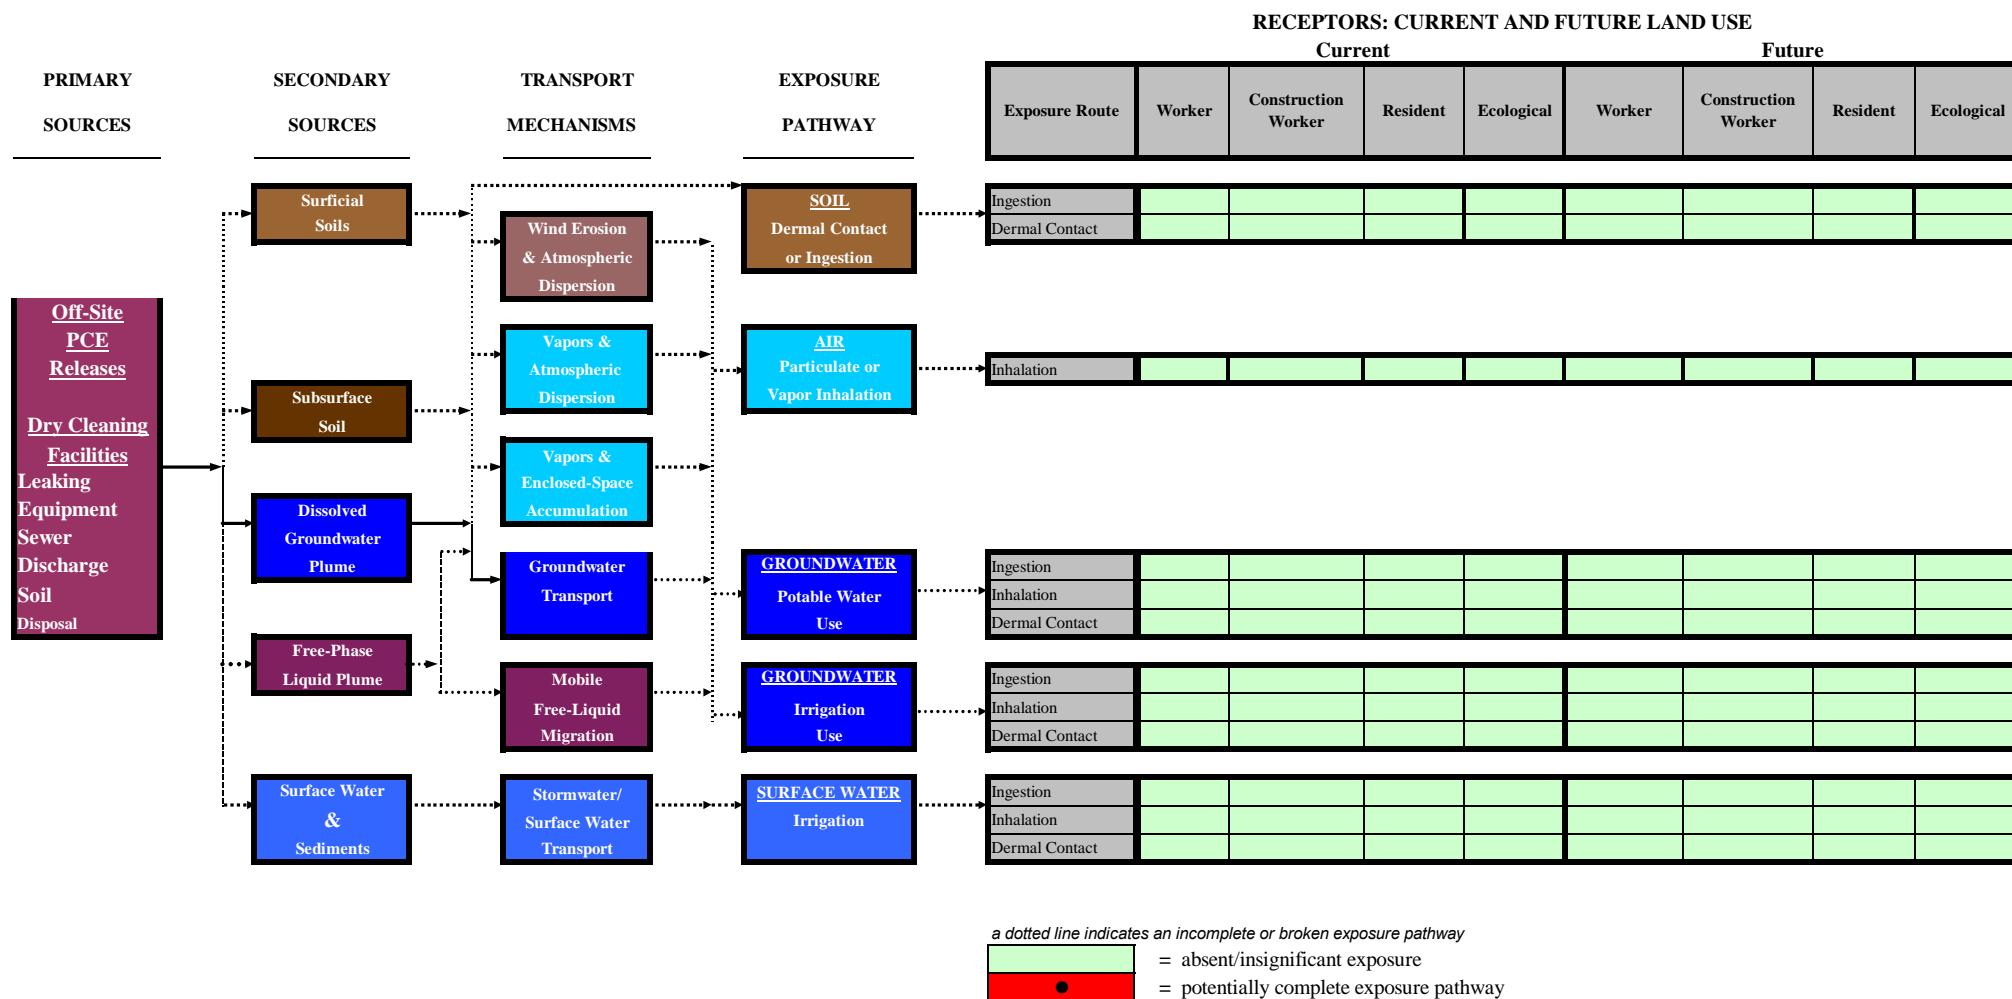 RECEPTORS: CURRENT AND FUTURE LAND USE
Current
Future
PRIMARY
SOURCES
SECONDARY
SOURCES
TRANSPORT
MECHANISMS
EXPOSURE
PATHWAY
Exposure Route
Worker
Construction
Worker
Resident
Ecological
Worker
Construction
Worker
Resident
Ecological
Off-Site
PCE
Releases
Dry Cleaning
Facilities
Leaking
Equipment
Sewer
Discharge
Soil
Disposal
Surficial
Soils
Subsurface
Soil
Dissolved
Groundwater
Plume
Free-Phase
Liquid Plume
Surface Water
&
Sediments
Wind Erosion
& Atmospheric
Dispersion
Vapors &
Atmospheric
Dispersion
Vapors &
Enclosed-Space
Accumulation
Groundwater
Transport
Mobile
Free-Liquid
Migration
Stormwater/
Surface Water
Transport
SOIL
Dermal Contact
or Ingestion
AIR
Particulate or
Vapor Inhalation
GROUNDWATER
Potable Water
Use
GROUNDWATER
Irrigation
Use
SURFACE WATER
Irrigation
Ingestion
Dermal Contact
Inhalation
Ingestion
Inhalation
Dermal Contact
Ingestion
Inhalation
Dermal Contact
Ingestion
Inhalation
Dermal Contact
a dotted line indicates an incomplete or broken exposure pathway
= absent/insignificant exposure
= potentially complete exposure pathway